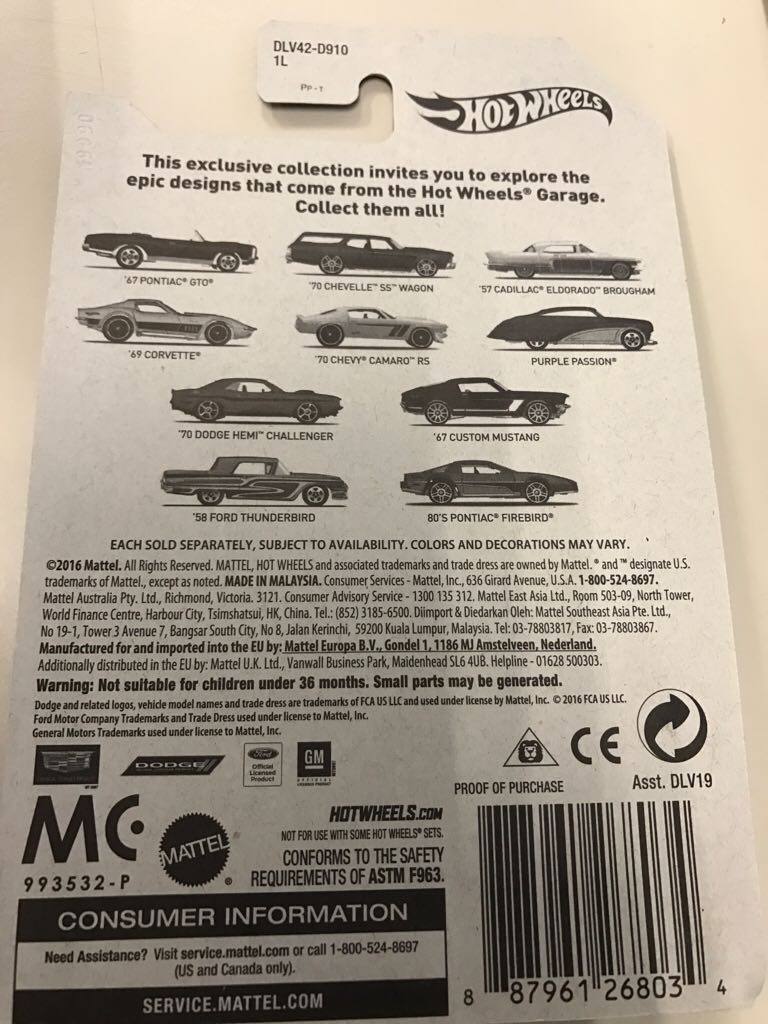 DLV42-D910
1L
PP-T
HOT WHEELS
This exclusive collection invites you to explore the
epic designs that come from the Hot Wheels® Garage.
Collect them all!
'67 PONTIAC® GTO®
'70 CHEVELLE™ SS™ WAGON
'57 CADILLAC® ELDORADO™ BROUGHAM
'69 CORVETTE®
'70 CHEVY® CAMARO™ RS
PURPLE PASSION®
'70 DODGE HEMI™ CHALLENGER
'67 CUSTOM MUSTANG
'58 FORD THUNDERBIRD
80'S PONTIAC® FIREBIRD®
EACH SOLD SEPARATELY, SUBJECT TO AVAILABILITY. COLORS AND DECORATIONS MAY VARY.
©2016 Mattel. All Rights Reserved. MATTEL, HOT WHEELS and associated trademarks and trade dress are owned by Mattel. ® and ™ designate U.S.
trademarks of Mattel., except as noted. MADE IN MALAYSIA. Consumer Services - Mattel, Inc., 636 Girard Avenue, U.S.A. 1-800-524-8697.
Mattel Australia Pty. Ltd., Richmond, Victoria. 3121. Consumer Advisory Service - 1300 135 312. Mattel East Asia Ltd., Room 503-09, North Tower,
World Finance Centre, Harbour City, Tsimshatsui, HK, China. Tel.: (852) 3185-6500. Diimport & Diedarkan Oleh: Mattel Southeast Asia Pte. Ltd.,
No 19-1, Tower 3 Avenue 7, Bangsar South City, No 8, Jalan Kerinchi, 59200 Kuala Lumpur, Malaysia. Tel: 03-78803817, Fax: 03-78803867.
Manufactured for and imported into the EU by: Mattel Europa B.V., Gondel 1, 1186 MJ Amstelveen, Nederland.
Additionally distributed in the EU by: Mattel U.K. Ltd., Vanwall Business Park, Maidenhead SL6 4UB. Helpline - 01628 500303.
Warning: Not suitable for children under 36 months. Small parts may be generated.
Dodge and related logos, vehicle model names and trade dress are trademarks of FCA US LLC and used under license by Mattel, Inc. © 2016 FCA US LLC.
Ford Motor Company Trademarks and Trade Dress used under license to Mattel, Inc.
General Motors Trademarks used under license to Mattel, Inc.
DODGE
Ford
Official
Licensed
Product
GM
CE
PROOF OF PURCHASE
Asst. DLV19
MC
993532-P
MATTEL®
HOTWHEELS.COM
NOT FOR USE WITH SOME HOT WHEELS® SETS.
CONFORMS TO THE SAFETY
REQUIREMENTS OF ASTM F963.
CONSUMER INFORMATION
Need Assistance? Visit service.mattel.com or call 1-800-524-8697
(US and Canada only).
SERVICE.MATTEL.COM
8 87961 26803 4